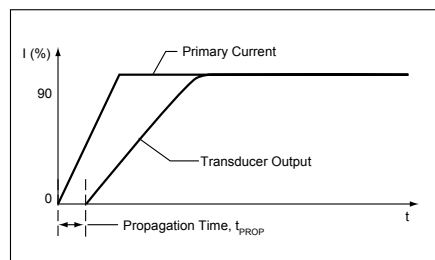 I (%)
Primary Current
90
Transducer Output
0
t
Propagation Time, tPROP